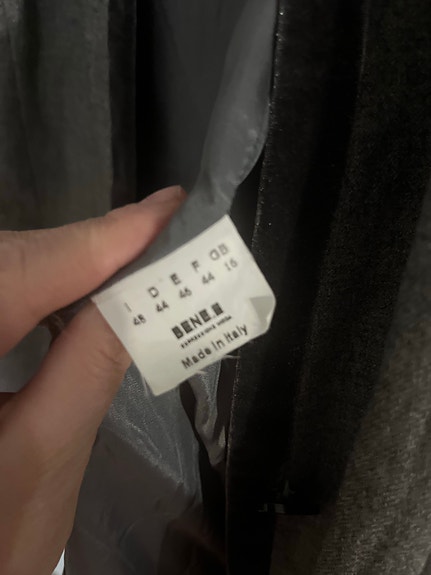 I D E F GB
48 44 46 44 16
BENE.E
Made in Italy